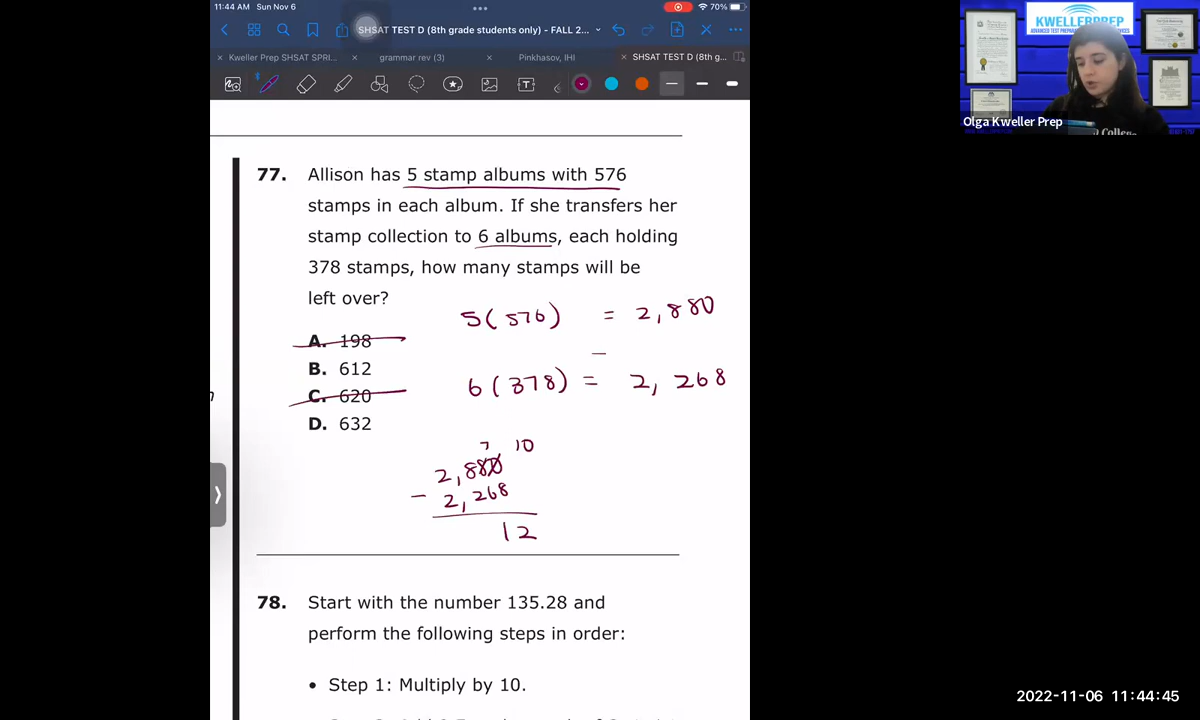 11:44 AM Sun Nov 6
70%
SHSAT TEST D (8th grade students only) - FALL 2...
Kweller Prep SHSAT SPRI...
grammar rev (3)
Pinkhasov, IHI
SHSAT TEST D (8th g...
KWELLERPREP
Olga Kweller Prep
77. Allison has 5 stamp albums with 576
stamps in each album. If she transfers her
stamp collection to 6 albums, each holding
378 stamps, how many stamps will be
left over?
5(576) = 2,880
A. 198
B. 612
–
6(378) = 2,268
C. 620
D. 632
7 10
2,880
- 2,268
12
78. Start with the number 135.28 and
perform the following steps in order:
• Step 1: Multiply by 10.
2022-11-06 11:44:45